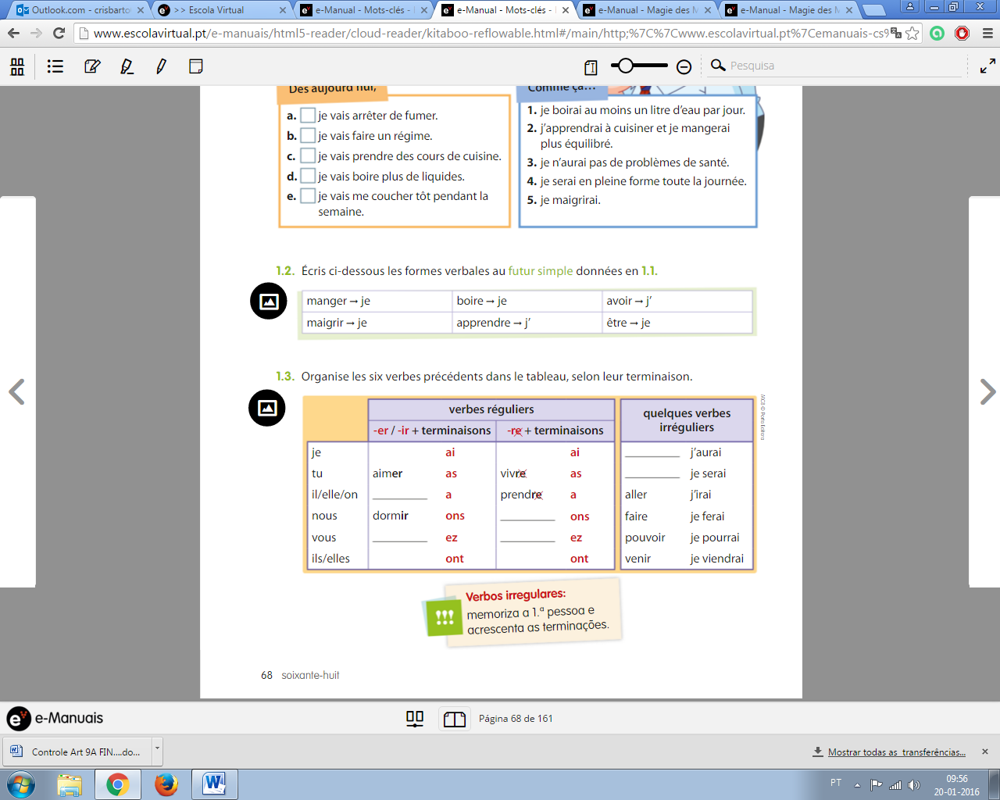 Outlook.com - crisbarto
>> Escola Virtual
e-Manual - Mots-clés -
e-Manual - Mots-clés -
e-Manual - Magie des M
e-Manual - Magie des M
www.escolavirtual.pt/e-manuais/html5-reader/cloud-reader/kitaboo-reflowable.html#/main/http;%7C%7Cwww.escolavirtual.pt%7Cemanuais-cs9
Pesquisa
Dès aujourd'hui,
a. je vais arrêter de fumer.
b. je vais faire un régime.
c. je vais prendre des cours de cuisine.
d. je vais boire plus de liquides.
e. je vais me coucher tôt pendant la
semaine.
Comme ça...
1. je boirai au moins un litre d'eau par jour.
2. j'apprendrai à cuisiner et je mangerai
plus équilibré.
3. je n'aurai pas de problèmes de santé.
4. je serai en pleine forme toute la journée.
5. je maigrirai.
1.2. Écris ci-dessous les formes verbales au futur simple données en 1.1.
manger → je boire → je avoir → j'
maigrir → je apprendre → j' être → je
1.3. Organise les six verbes précédents dans le tableau, selon leur terminaison.
verbes réguliers
quelques verbes
irréguliers
-er / -ir + terminaisons -re + terminaisons
je ai ai ________ j'aurai
tu aimer as vivre as ________ je serai
il/elle/on ________ a prendre a aller j'irai
nous dormir ons ________ ons faire je ferai
vous ________ ez ________ ez pouvoir je pourrai
ils/elles ont ont venir je viendrai
MC8 © Porto Editora
!!!
Verbos irregulares:
memoriza a 1.ª pessoa e
acrescenta as terminações.
68 soixante-huit
e-Manuais
Página 68 de 161
Controle Art 9A FIN....do...
Mostrar todas as transferências...
PT
09:56
20-01-2016